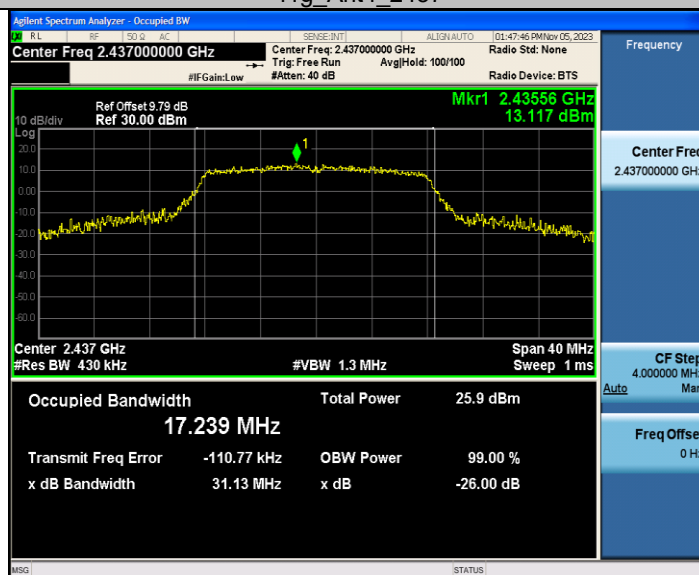 Agilent Spectrum Analyzer - Occupied BW
RL RF 50 Ω AC SENSE:INT ALIGN AUTO 01:47:46 PM Nov 05, 2023
Center Freq 2.437000000 GHz
Center Freq: 2.437000000 GHz
Radio Std: None
Trig: Free Run Avg|Hold: 100/100
#IFGain:Low
#Atten: 40 dB
Radio Device: BTS
Frequency
Ref Offset 9.79 dB
10 dB/div Ref 30.00 dBm
Mkr1 2.43556 GHz
13.117 dBm
Log
20.0
10.0
0.00
-10.0
-20.0
-30.0
-40.0
-50.0
-60.0
1
Center 2.437 GHz
Span 40 MHz
#Res BW 430 kHz
#VBW 1.3 MHz
Sweep 1 ms
Center Freq
2.437000000 GHz
Occupied Bandwidth
17.239 MHz
Total Power 25.9 dBm
Transmit Freq Error -110.77 kHz OBW Power 99.00 %
x dB Bandwidth 31.13 MHz x dB -26.00 dB
CF Step
4.000000 MHz
Auto Man
Freq Offset
0 Hz
MSG
STATUS